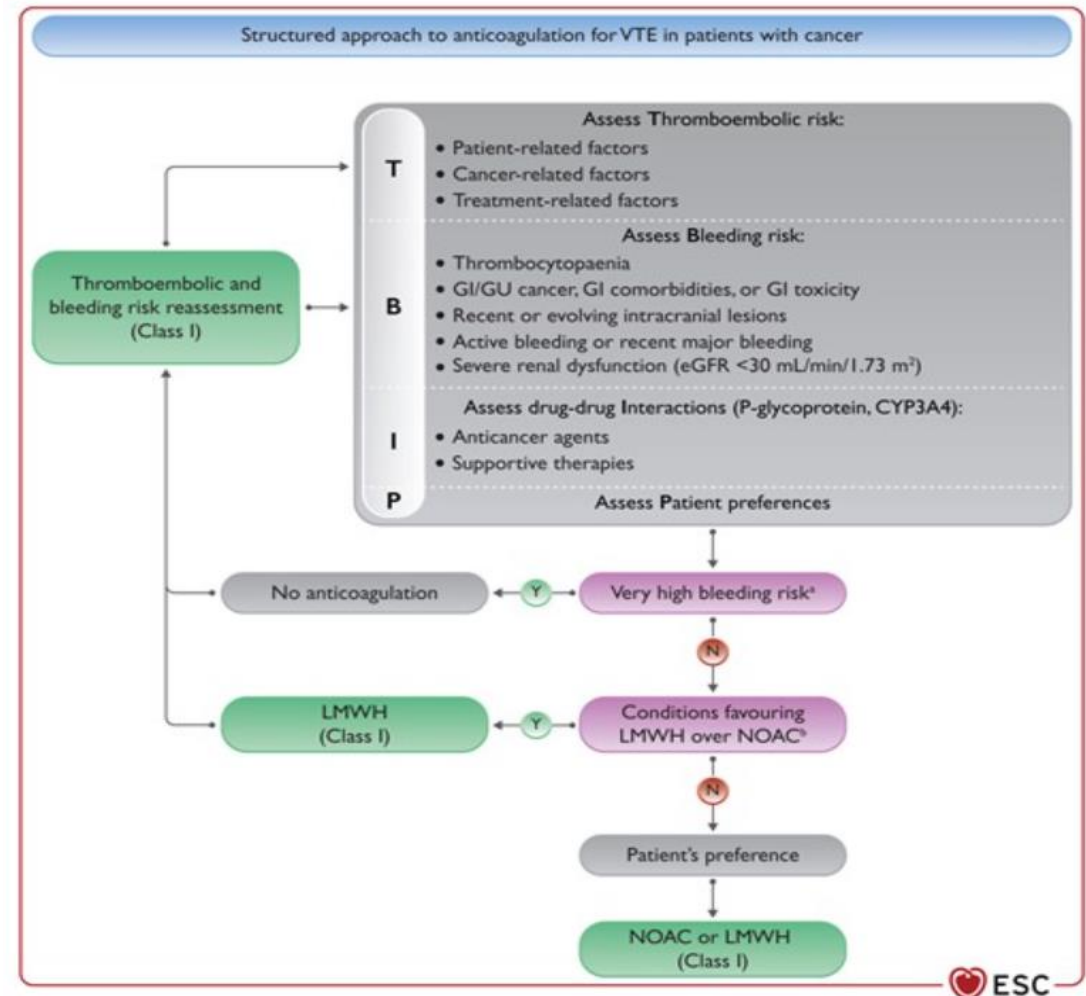 Structured approach to anticoagulation for VTE in patients with cancer
Assess Thromboembolic risk:
T
• Patient-related factors
• Cancer-related factors
• Treatment-related factors
Assess Bleeding risk:
B
• Thrombocytopaenia
• GI/GU cancer, GI comorbidities, or GI toxicity
• Recent or evolving intracranial lesions
• Active bleeding or recent major bleeding
• Severe renal dysfunction (eGFR <30 mL/min/1.73 m²)
Assess drug-drug Interactions (P-glycoprotein, CYP3A4):
I
• Anticancer agents
• Supportive therapies
P
Assess Patient preferences
Thromboembolic and
bleeding risk reassessment
(Class I)
No anticoagulation
Y
Very high bleeding riskᵃ
N
LMWH
(Class I)
Y
Conditions favouring
LMWH over NOACᵇ
N
Patient's preference
NOAC or LMWH
(Class I)
ESC